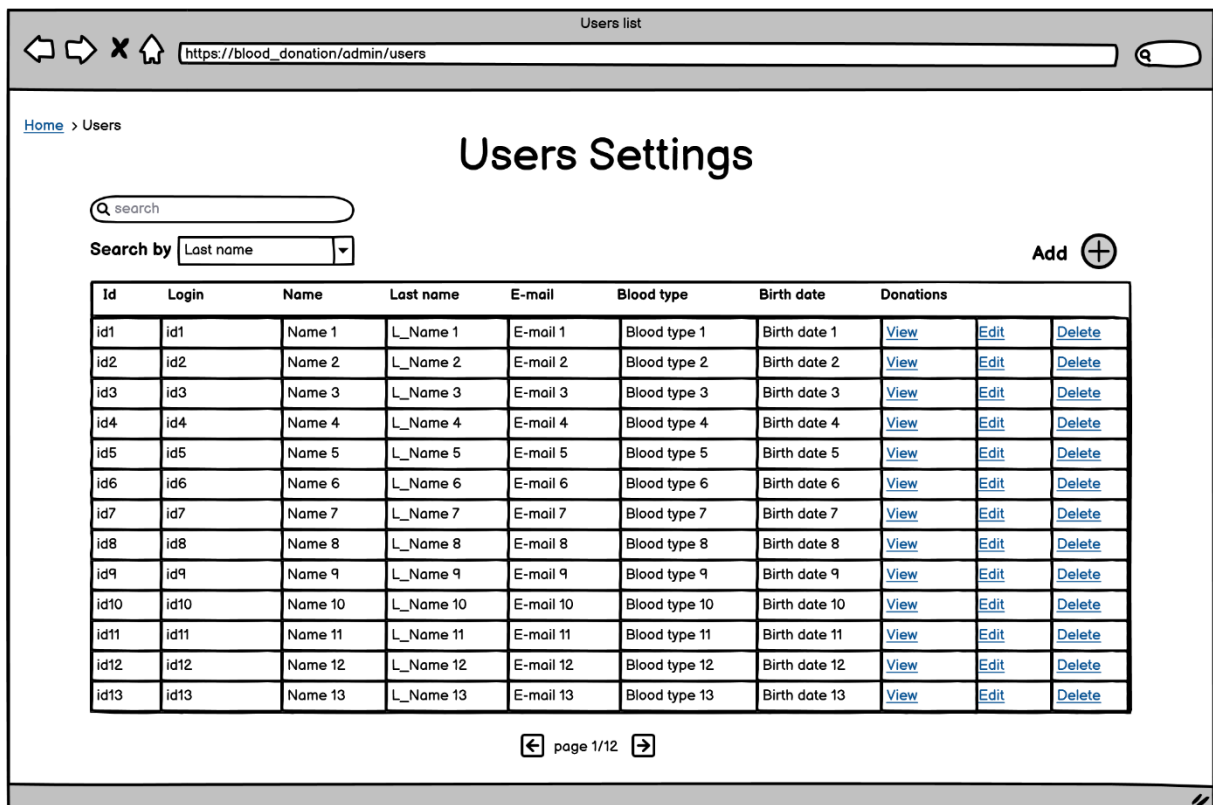 Users list
https://blood_donation/admin/users
Home > Users
Users Settings
search
Search by Last name
Add
Id Login Name Last name E-mail Blood type Birth date Donations
id1 id1 Name 1 L_Name 1 E-mail 1 Blood type 1 Birth date 1 View Edit Delete
id2 id2 Name 2 L_Name 2 E-mail 2 Blood type 2 Birth date 2 View Edit Delete
id3 id3 Name 3 L_Name 3 E-mail 3 Blood type 3 Birth date 3 View Edit Delete
id4 id4 Name 4 L_Name 4 E-mail 4 Blood type 4 Birth date 4 View Edit Delete
id5 id5 Name 5 L_Name 5 E-mail 5 Blood type 5 Birth date 5 View Edit Delete
id6 id6 Name 6 L_Name 6 E-mail 6 Blood type 6 Birth date 6 View Edit Delete
id7 id7 Name 7 L_Name 7 E-mail 7 Blood type 7 Birth date 7 View Edit Delete
id8 id8 Name 8 L_Name 8 E-mail 8 Blood type 8 Birth date 8 View Edit Delete
id9 id9 Name 9 L_Name 9 E-mail 9 Blood type 9 Birth date 9 View Edit Delete
id10 id10 Name 10 L_Name 10 E-mail 10 Blood type 10 Birth date 10 View Edit Delete
id11 id11 Name 11 L_Name 11 E-mail 11 Blood type 11 Birth date 11 View Edit Delete
id12 id12 Name 12 L_Name 12 E-mail 12 Blood type 12 Birth date 12 View Edit Delete
id13 id13 Name 13 L_Name 13 E-mail 13 Blood type 13 Birth date 13 View Edit Delete
page 1/12